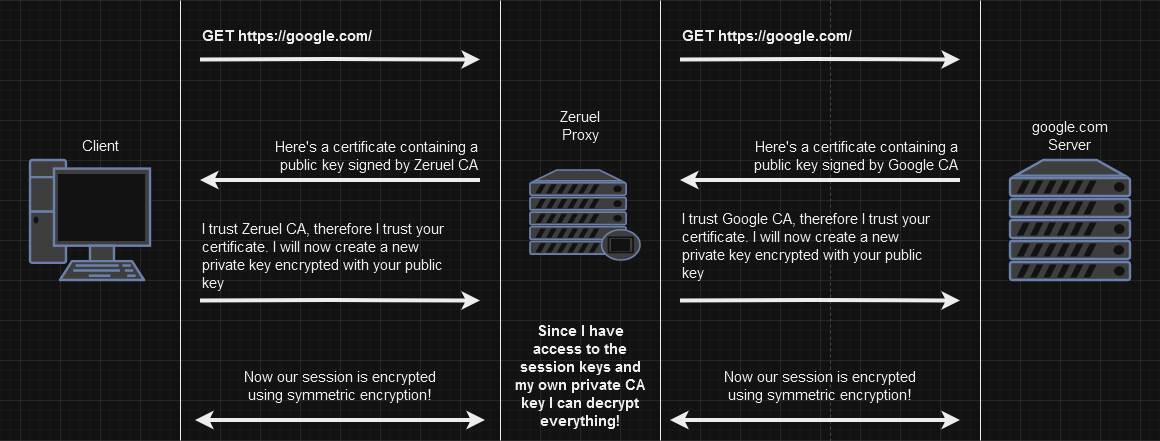 GET https://google.com/
GET https://google.com/
Client
Zeruel
Proxy
google.com
Server
Here's a certificate containing a
public key signed by Zeruel CA
Here's a certificate containing a
public key signed by Google CA
I trust Zeruel CA, therefore I trust your
certificate. I will now create a new
private key encrypted with your public
key
I trust Google CA, therefore I trust your
certificate. I will now create a new
private key encrypted with your public
key
Since I have
access to the
session keys and
my own private CA
key I can decrypt
everything!
Now our session is encrypted
using symmetric encryption!
Now our session is encrypted
using symmetric encryption!